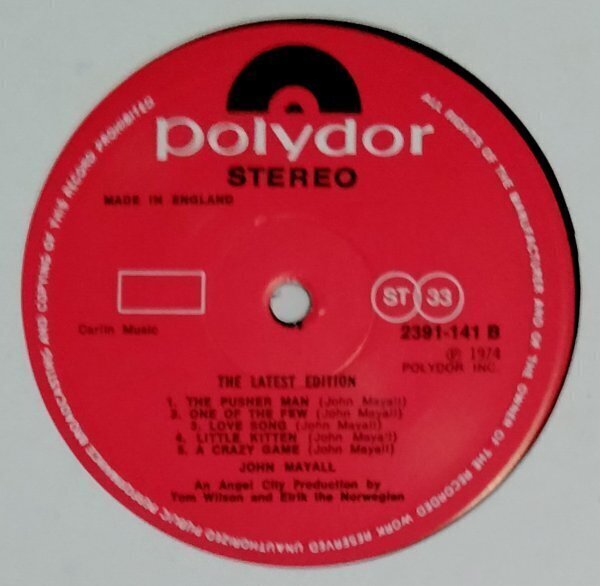 polydor
STEREO
MADE IN ENGLAND
ST 33
Carlin Music
2391-141 B
℗ 1974
POLYDOR INC.
THE LATEST EDITION
1. THE PUSHER MAN (John Mayall)
2. ONE OF THE FEW (John Mayall)
3. LOVE SONG (John Mayall)
4. LITTLE KITTEN (John Mayall)
5. A CRAZY GAME (John Mayall)
JOHN MAYALL
An Angel City Production by
Tom Wilson and Eirik the Norwegian
ALL RIGHTS OF THE MANUFACTURER AND OF THE OWNER OF THE RECORDED WORK RESERVED UNAUTHORIZED PUBLIC PERFORMANCE BROADCASTING AND COPYING OF THIS RECORD PROHIBITED